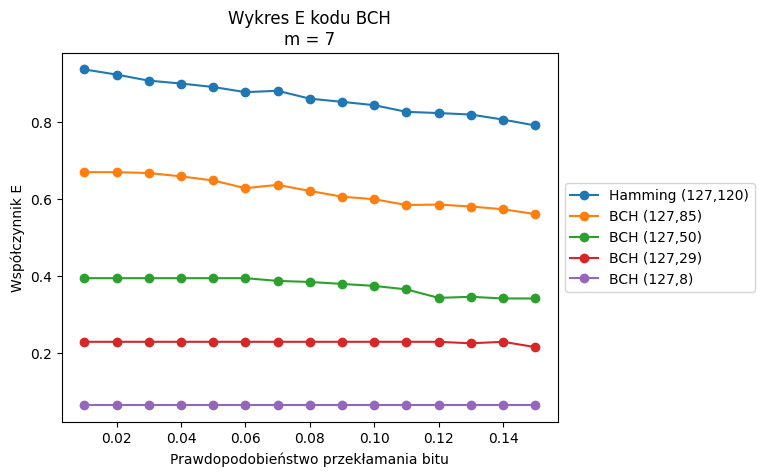 Wykres E kodu BCH
m = 7
Współczynnik E
0.8
0.6
0.4
0.2
0.02 0.04 0.06 0.08 0.10 0.12 0.14
Prawdopodobieństwo przekłamania bitu
Hamming (127,120)
BCH (127,85)
BCH (127,50)
BCH (127,29)
BCH (127,8)